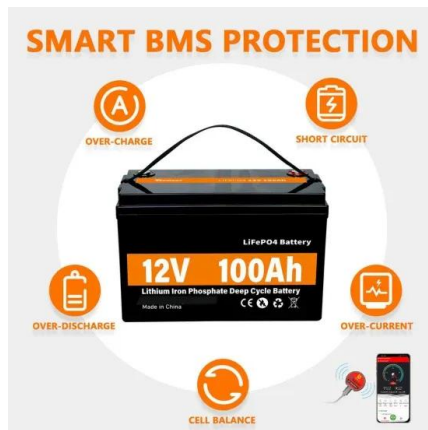 SMART BMS PROTECTION
A
OVER-CHARGE
SHORT CIRCUIT
LiFePO4 Battery
12V 100Ah
Lithium Iron Phosphate Deep Cycle Battery
Made in China
CE
OVER-DISCHARGE
OVER-CURRENT
CELL BALANCE